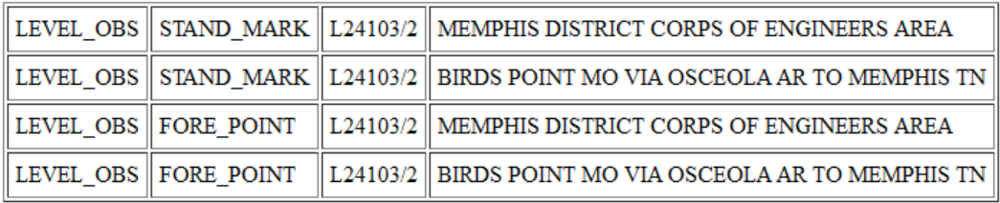 LEVEL_OBS STAND_MARK L24103/2 MEMPHIS DISTRICT CORPS OF ENGINEERS AREA
LEVEL_OBS STAND_MARK L24103/2 BIRDS POINT MO VIA OSCEOLA AR TO MEMPHIS TN
LEVEL_OBS FORE_POINT L24103/2 MEMPHIS DISTRICT CORPS OF ENGINEERS AREA
LEVEL_OBS FORE_POINT L24103/2 BIRDS POINT MO VIA OSCEOLA AR TO MEMPHIS TN